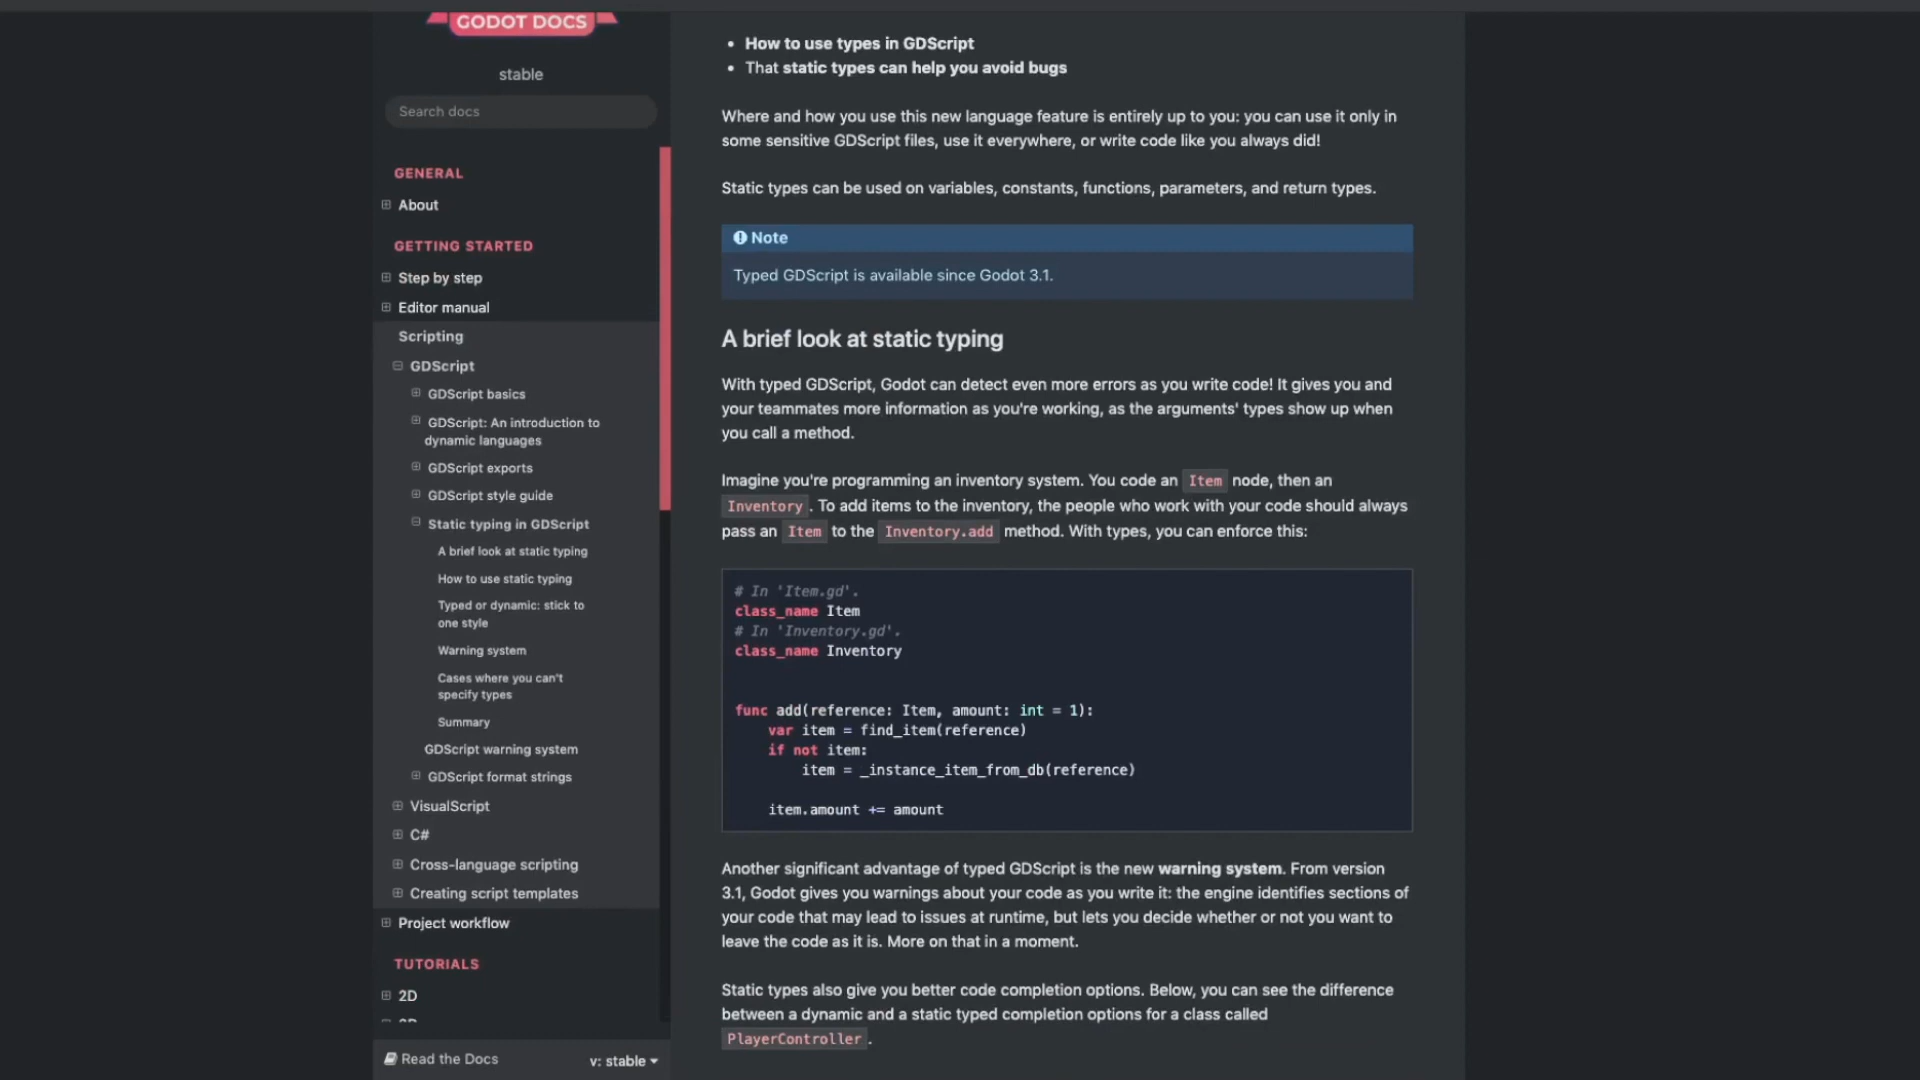 GODOT DOCS
stable
Search docs
GENERAL
About
GETTING STARTED
Step by step
Editor manual
Scripting
GDScript
GDScript basics
GDScript: An introduction to
dynamic languages
GDScript exports
GDScript style guide
Static typing in GDScript
A brief look at static typing
How to use static typing
Typed or dynamic: stick to
one style
Warning system
Cases where you can't
specify types
Summary
GDScript warning system
GDScript format strings
VisualScript
C#
Cross-language scripting
Creating script templates
Project workflow
TUTORIALS
2D
Read the Docs
v: stable
• How to use types in GDScript
• That static types can help you avoid bugs
Where and how you use this new language feature is entirely up to you: you can use it only in
some sensitive GDScript files, use it everywhere, or write code like you always did!
Static types can be used on variables, constants, functions, parameters, and return types.
Note
Typed GDScript is available since Godot 3.1.
A brief look at static typing
With typed GDScript, Godot can detect even more errors as you write code! It gives you and
your teammates more information as you're working, as the arguments' types show up when
you call a method.
Imagine you're programming an inventory system. You code an Item node, then an
Inventory. To add items to the inventory, the people who work with your code should always
pass an Item to the Inventory.add method. With types, you can enforce this:
# In 'Item.gd'.
class_name Item
# In 'Inventory.gd'.
class_name Inventory
func add(reference: Item, amount: int = 1):
    var item = find_item(reference)
    if not item:
        item = _instance_item_from_db(reference)
    item.amount += amount
Another significant advantage of typed GDScript is the new warning system. From version
3.1, Godot gives you warnings about your code as you write it: the engine identifies sections of
your code that may lead to issues at runtime, but lets you decide whether or not you want to
leave the code as it is. More on that in a moment.
Static types also give you better code completion options. Below, you can see the difference
between a dynamic and a static typed completion options for a class called
PlayerController.